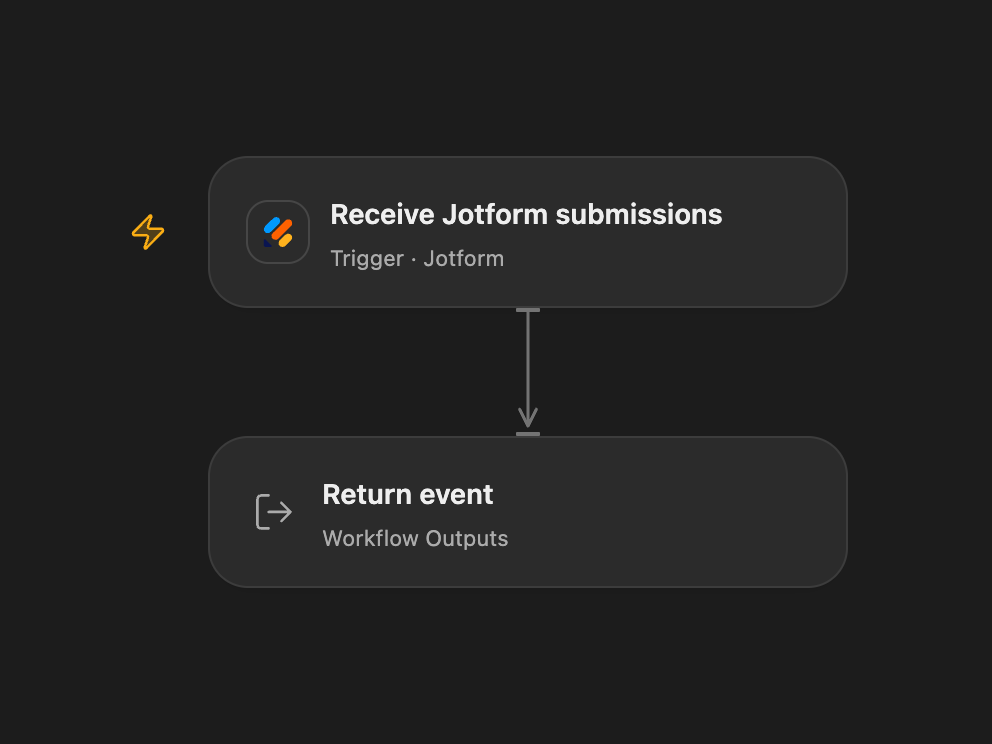 Receive Jotform submissions
Trigger · Jotform
Return event
Workflow Outputs